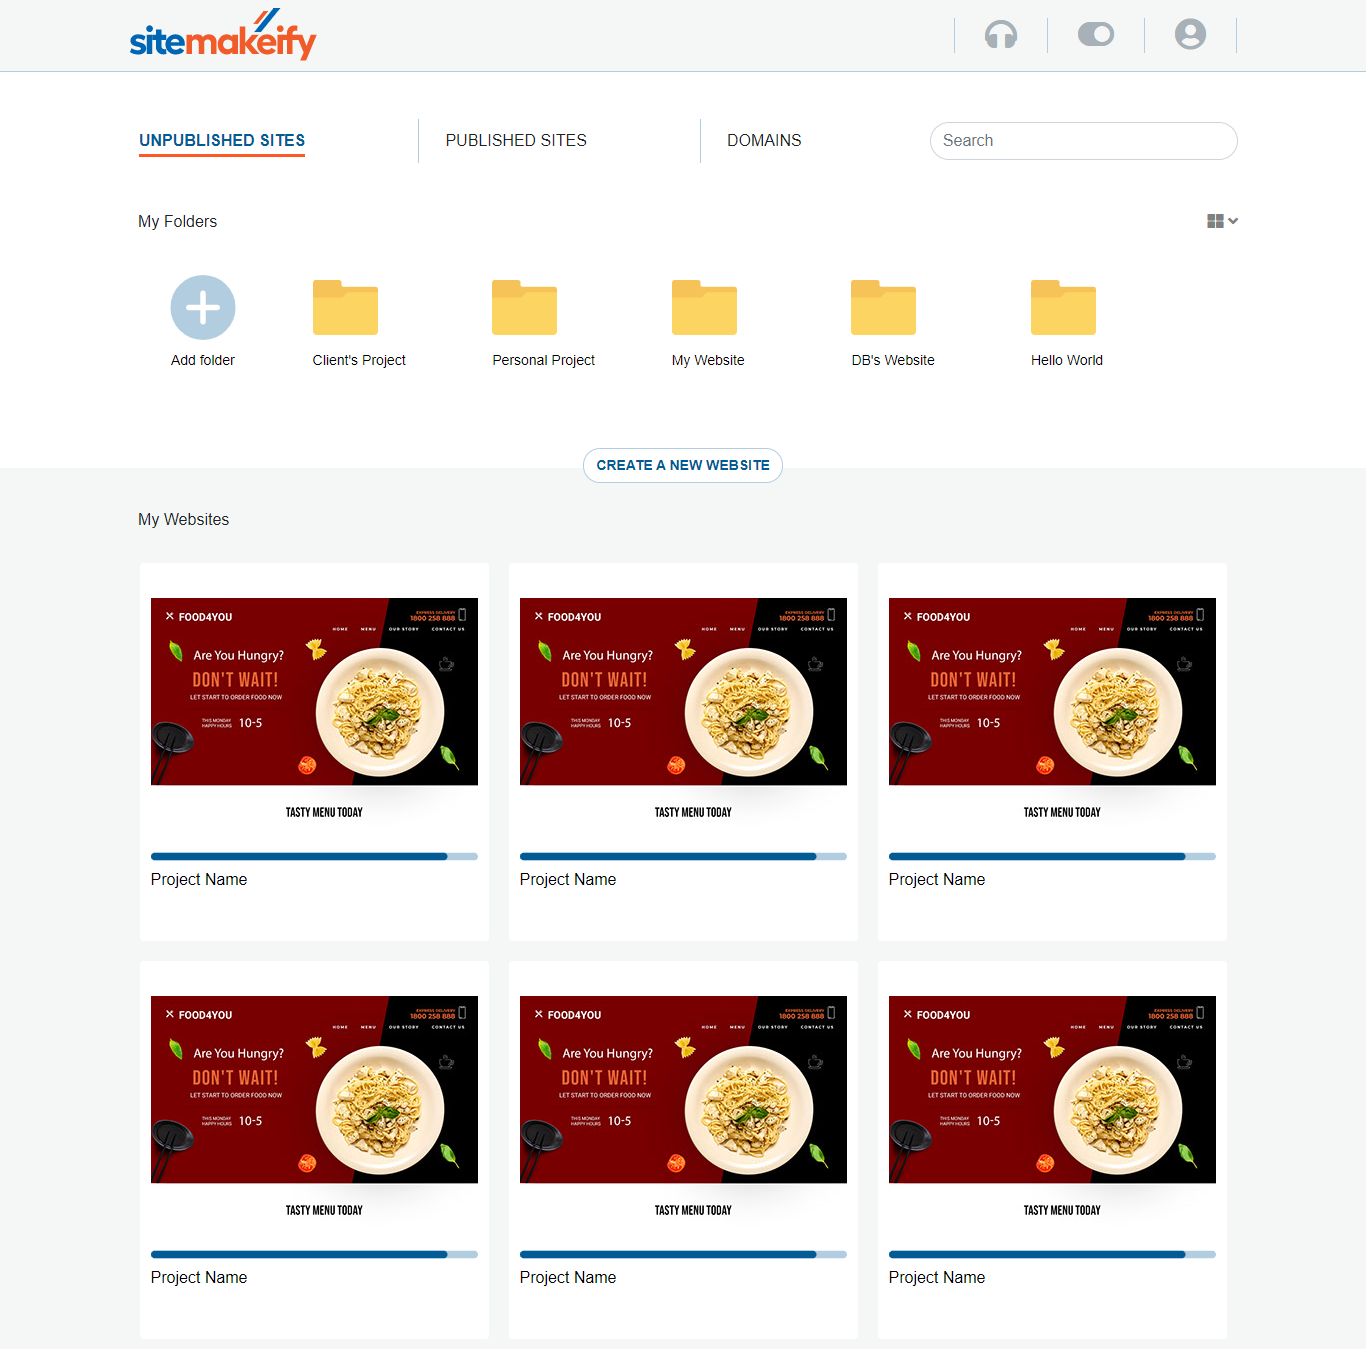 sitemakeify
UNPUBLISHED SITES
PUBLISHED SITES
DOMAINS
Search
My Folders
Add folder
Client's Project
Personal Project
My Website
DB's Website
Hello World
CREATE A NEW WEBSITE
My Websites
FOOD4YOU
EXPRESS DELIVERY
1800 258 888
HOME MENU OUR STORY CONTACT US
Are You Hungry?
DON'T WAIT!
LET START TO ORDER FOOD NOW
THIS MONDAY
HAPPY HOURS
10-5
TASTY MENU TODAY
Project Name
FOOD4YOU
EXPRESS DELIVERY
1800 258 888
HOME MENU OUR STORY CONTACT US
Are You Hungry?
DON'T WAIT!
LET START TO ORDER FOOD NOW
THIS MONDAY
HAPPY HOURS
10-5
TASTY MENU TODAY
Project Name
FOOD4YOU
EXPRESS DELIVERY
1800 258 888
HOME MENU OUR STORY CONTACT US
Are You Hungry?
DON'T WAIT!
LET START TO ORDER FOOD NOW
THIS MONDAY
HAPPY HOURS
10-5
TASTY MENU TODAY
Project Name
FOOD4YOU
EXPRESS DELIVERY
1800 258 888
HOME MENU OUR STORY CONTACT US
Are You Hungry?
DON'T WAIT!
LET START TO ORDER FOOD NOW
THIS MONDAY
HAPPY HOURS
10-5
TASTY MENU TODAY
Project Name
FOOD4YOU
EXPRESS DELIVERY
1800 258 888
HOME MENU OUR STORY CONTACT US
Are You Hungry?
DON'T WAIT!
LET START TO ORDER FOOD NOW
THIS MONDAY
HAPPY HOURS
10-5
TASTY MENU TODAY
Project Name
FOOD4YOU
EXPRESS DELIVERY
1800 258 888
HOME MENU OUR STORY CONTACT US
Are You Hungry?
DON'T WAIT!
LET START TO ORDER FOOD NOW
THIS MONDAY
HAPPY HOURS
10-5
TASTY MENU TODAY
Project Name